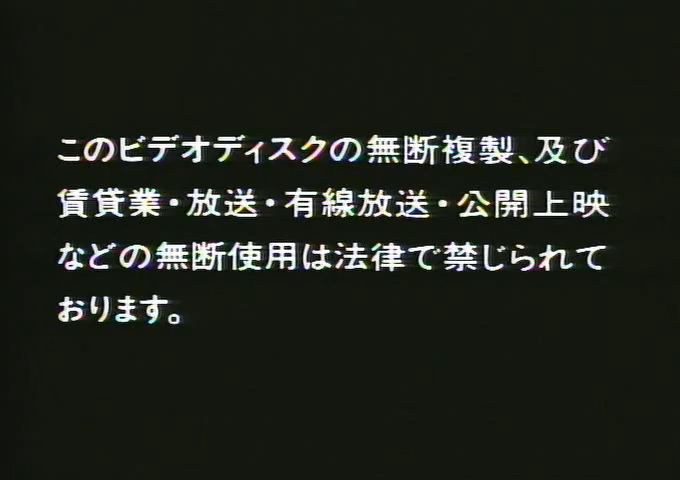 このビデオディスクの無断複製、及び
賃貸業・放送・有線放送・公開上映
などの無断使用は法律で禁じられて
おります。